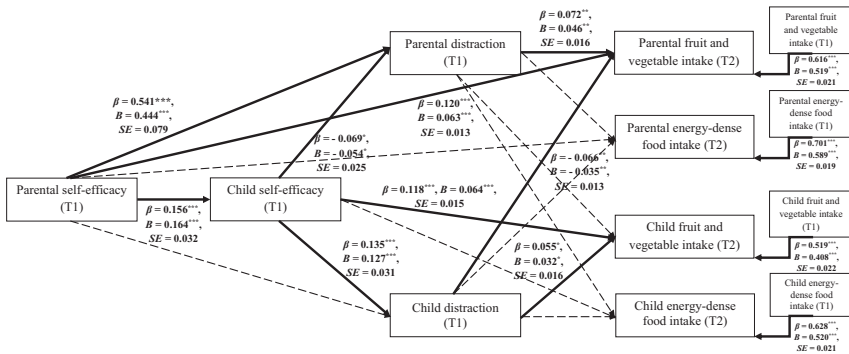 Parental distraction
(T1)
β = 0.072**,
B = 0.046**,
SE = 0.016
Parental fruit and
vegetable intake (T2)
Parental fruit
and vegetable
intake (T1)
β = 0.616***,
B = 0.519***,
SE = 0.021
β = 0.541***,
B = 0.444***,
SE = 0.079
β = 0.120***,
B = 0.063***,
SE = 0.013
Parental energy-dense
food intake
(T2)
Parental energy-
dense food
intake (T1)
β = 0.701***,
B = 0.589***,
SE = 0.019
β = - 0.069*,
B = - 0.054*,
SE = 0.025
β = - 0.066**,
B = - 0.035**,
SE = 0.013
Parental self-efficacy
(T1)
Child self-efficacy
(T1)
β = 0.156***,
B = 0.164***,
SE = 0.032
β = 0.118***, B = 0.064***,
SE = 0.015
Child fruit and
vegetable intake (T2)
Child fruit and
vegetable intake
(T1)
β = 0.519***,
B = 0.408***,
SE = 0.022
β = 0.135***,
B = 0.127***,
SE = 0.031
β = 0.055*,
B = 0.032*,
SE = 0.016
Child distraction
(T1)
Child energy-dense
food intake (T2)
Child energy-
dense food
intake (T1)
β = 0.628***,
B = 0.520***,
SE = 0.021